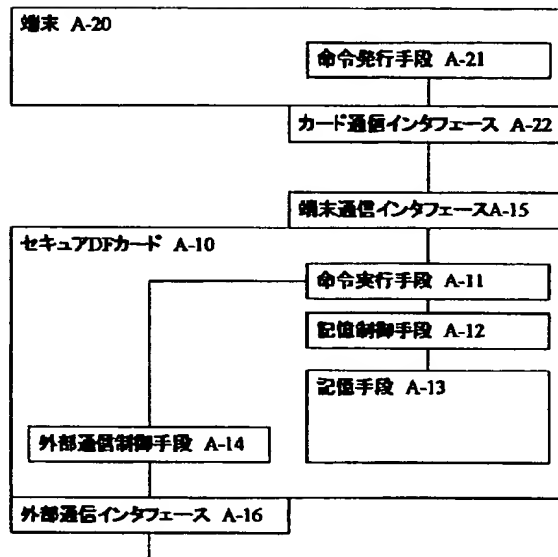 端末 A-20
命令発行手段 A-21
カード通信インタフェース A-22
端末通信インタフェースA-15
セキュアDFカード A-10
命令実行手段 A-11
記憶制御手段 A-12
記憶手段 A-13
外部通信制御手段 A-14
外部通信インタフェース A-16